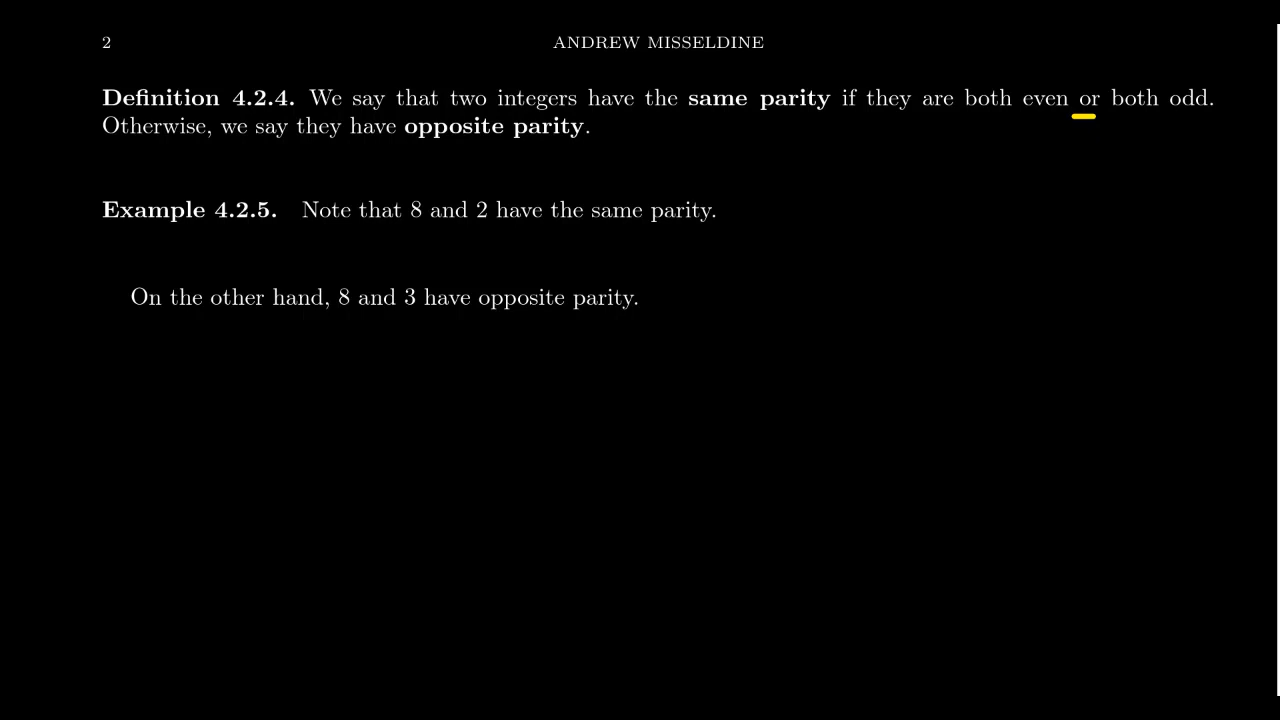 2
ANDREW MISSELDINE
Definition 4.2.4. We say that two integers have the same parity if they are both even or both odd.
Otherwise, we say they have opposite parity.
Example 4.2.5. Note that 8 and 2 have the same parity.
On the other hand, 8 and 3 have opposite parity.